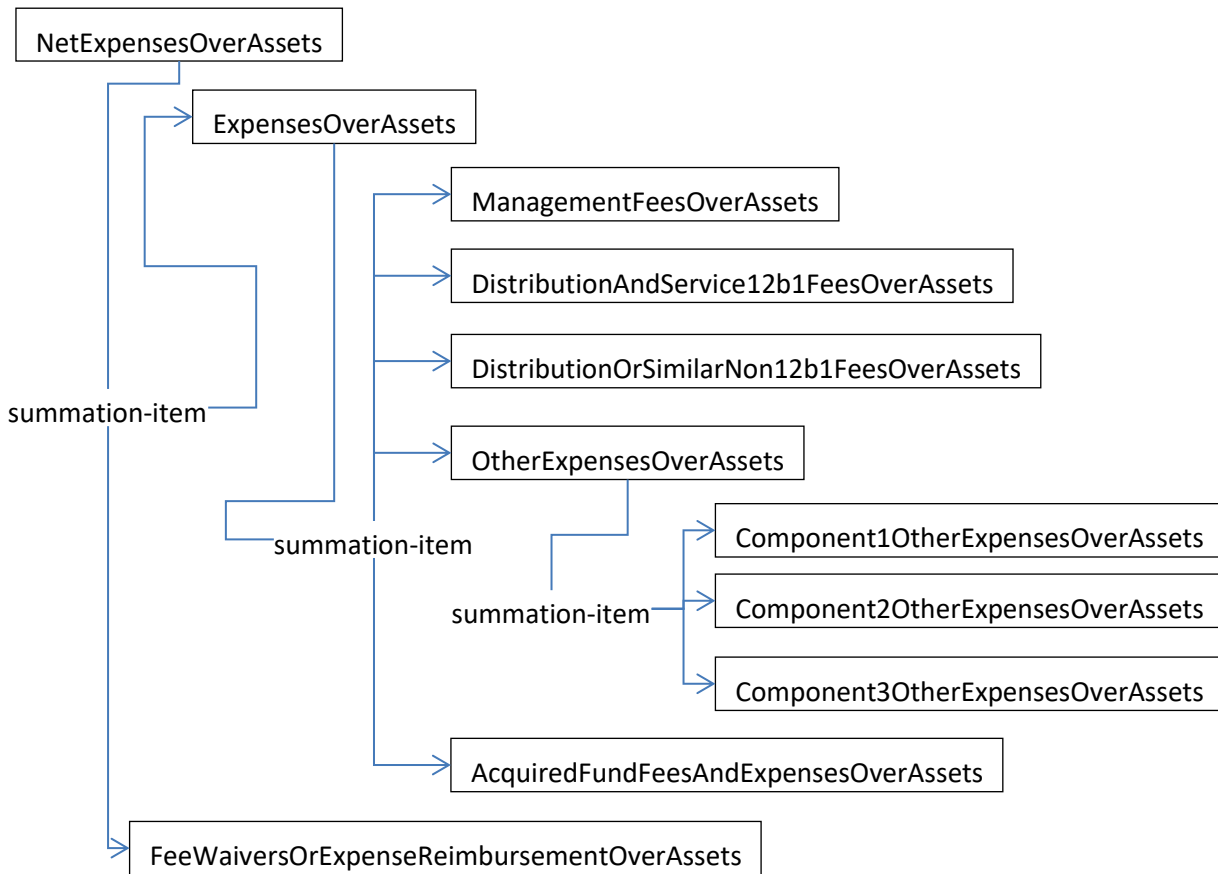 NetExpensesOverAssets
ExpensesOverAssets
ManagementFeesOverAssets
DistributionAndService12b1FeesOverAssets
DistributionOrSimilarNon12b1FeesOverAssets
summation-item
OtherExpensesOverAssets
summation-item
Component1OtherExpensesOverAssets
summation-item
Component2OtherExpensesOverAssets
Component3OtherExpensesOverAssets
AcquiredFundFeesAndExpensesOverAssets
FeeWaiversOrExpenseReimbursementOverAssets